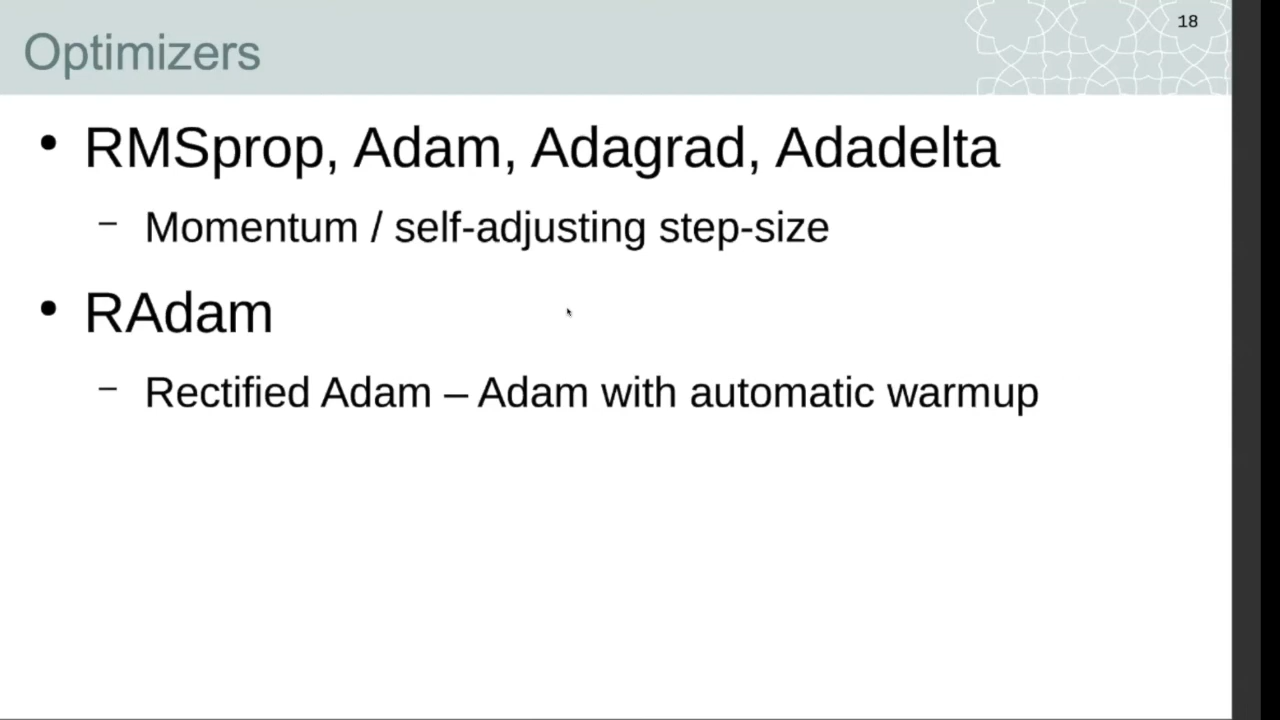 18
Optimizers
● RMSprop, Adam, Adagrad, Adadelta
– Momentum / self-adjusting step-size
● RAdam
– Rectified Adam – Adam with automatic warmup